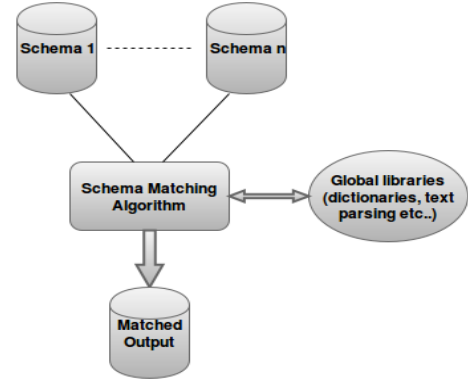 Schema 1
Schema n
Schema Matching
Algorithm
Global libraries
(dictionaries, text
parsing etc..)
Matched
Output